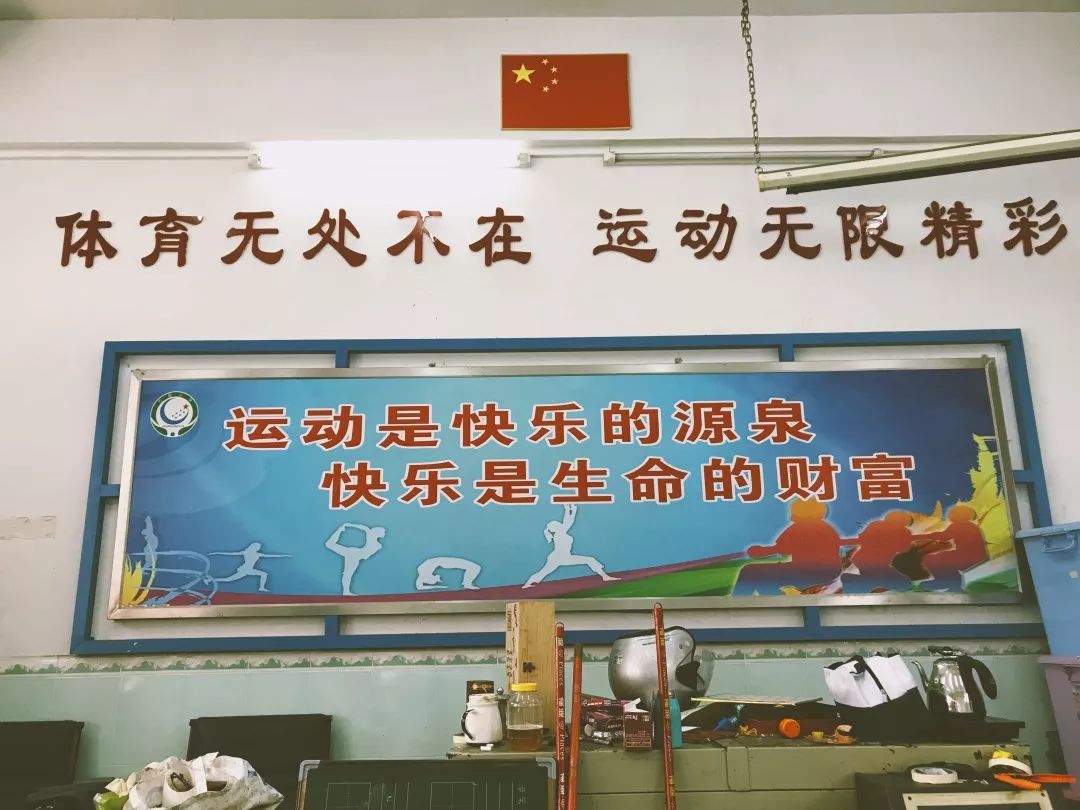 体育无处不在 运动无限精彩
运动是快乐的源泉
快乐是生命的财富